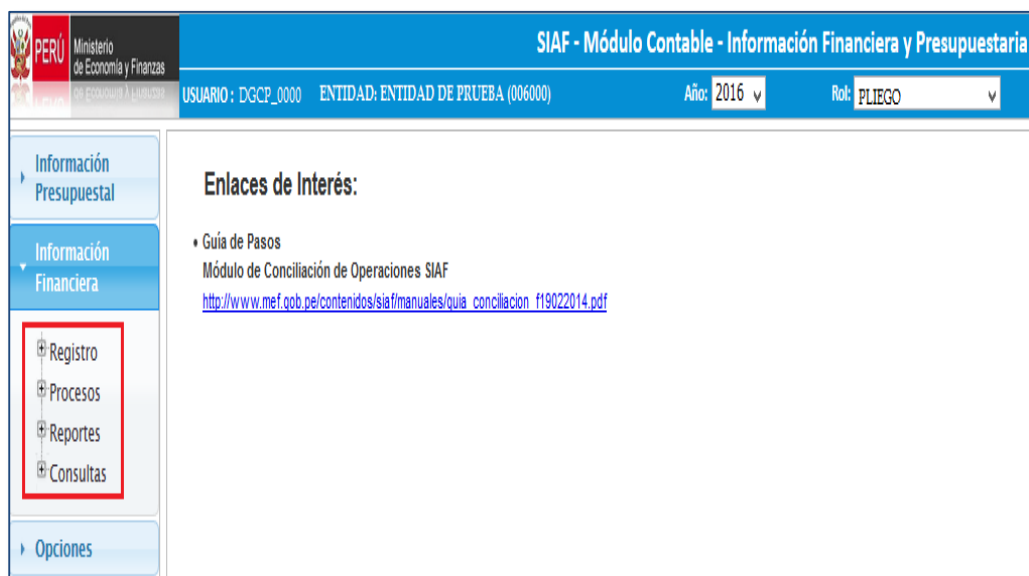 PERÚ
Ministerio
de Economía y Finanzas
SIAF - Módulo Contable - Información Financiera y Presupuestaria
USUARIO : DGCP_0000 ENTIDAD: ENTIDAD DE PRUEBA (006000) Año: 2016 Rol: PLIEGO
Información
Presupuestal
Información
Financiera
Registro
Procesos
Reportes
Consultas
Opciones
Enlaces de Interés:
• Guía de Pasos
Módulo de Conciliación de Operaciones SIAF
http://www.mef.gob.pe/contenidos/siaf/manuales/guia_conciliacion_f19022014.pdf